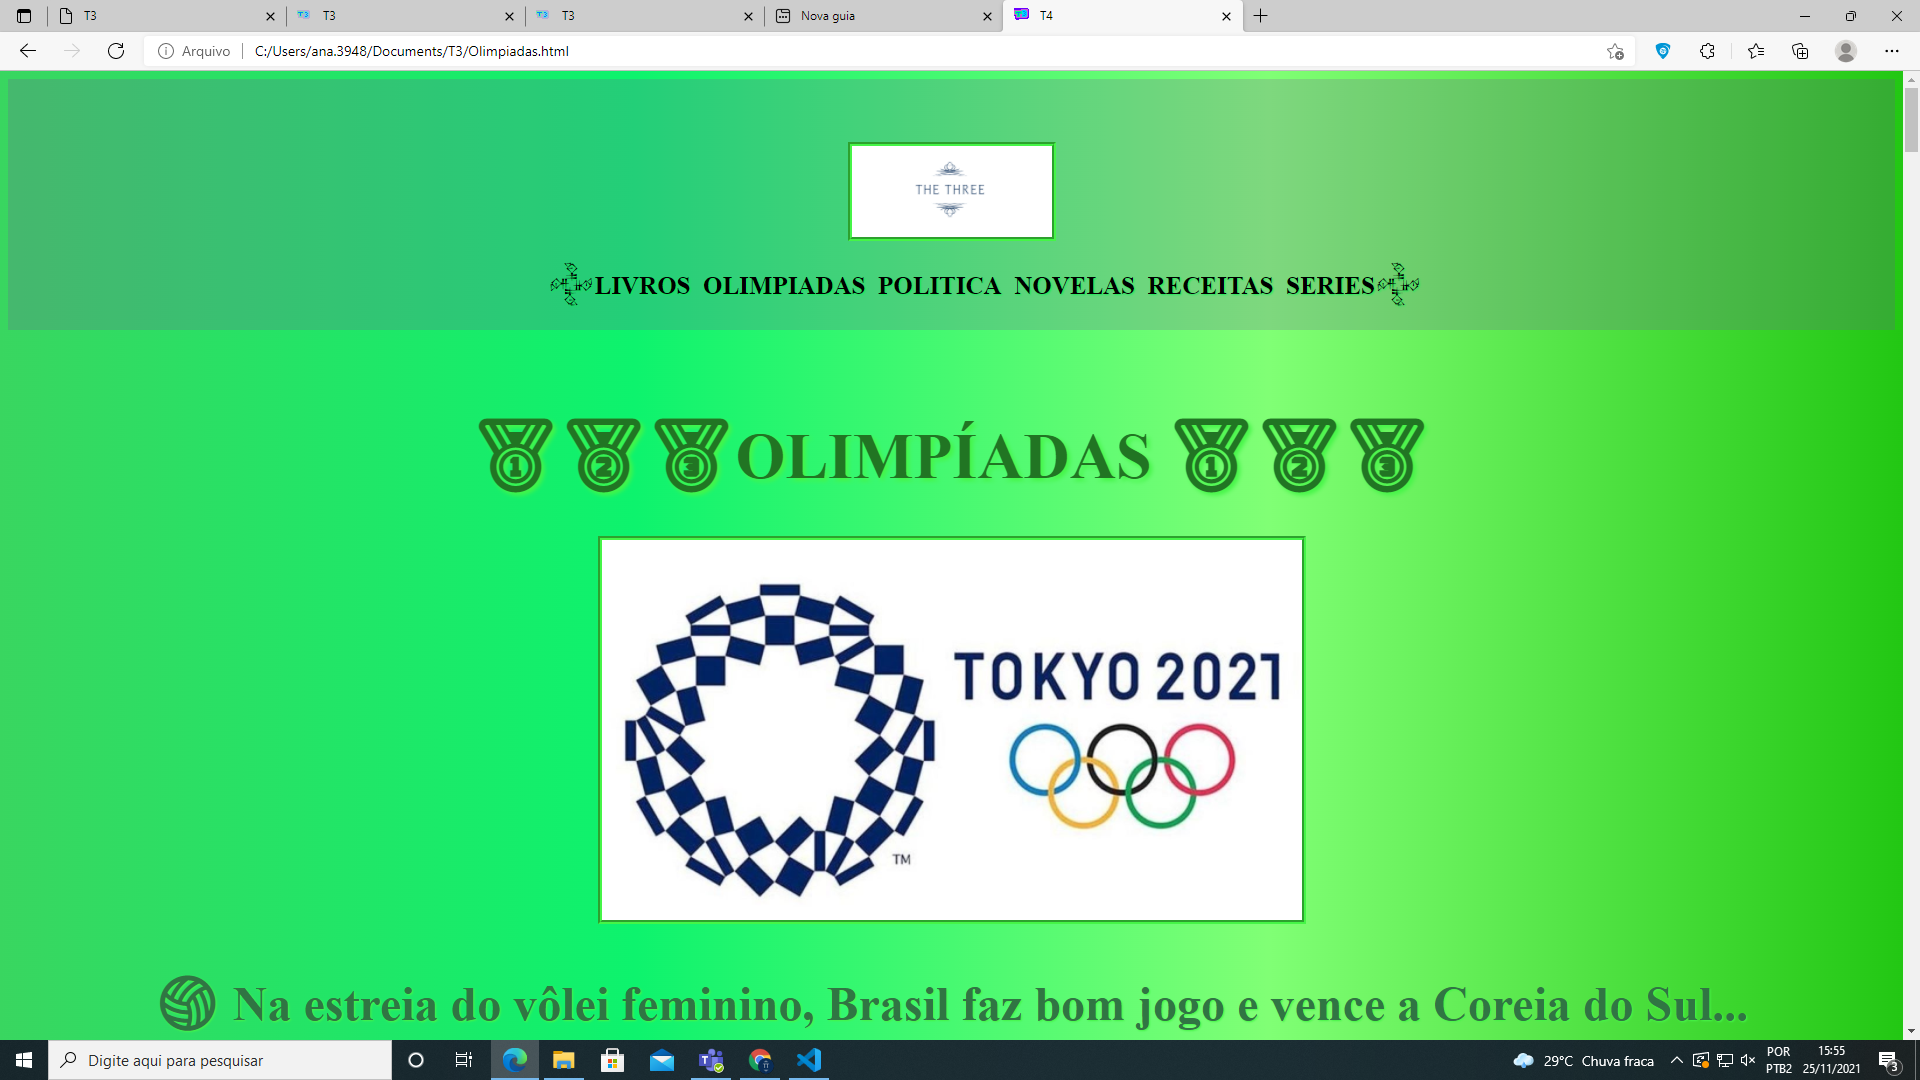 T3
T3
T3
Nova guia
T4
Arquivo
C:/Users/ana.3948/Documents/T3/Olimpiadas.html
THE THREE
LIVROS OLIMPIADAS POLITICA NOVELAS RECEITAS SERIES
OLIMPÍADAS
TOKYO 2021
TM
Na estreia do vôlei feminino, Brasil faz bom jogo e vence a Coreia do Sul...
Digite aqui para pesquisar
29°C Chuva fraca
POR
PTB2
15:55
25/11/2021
3